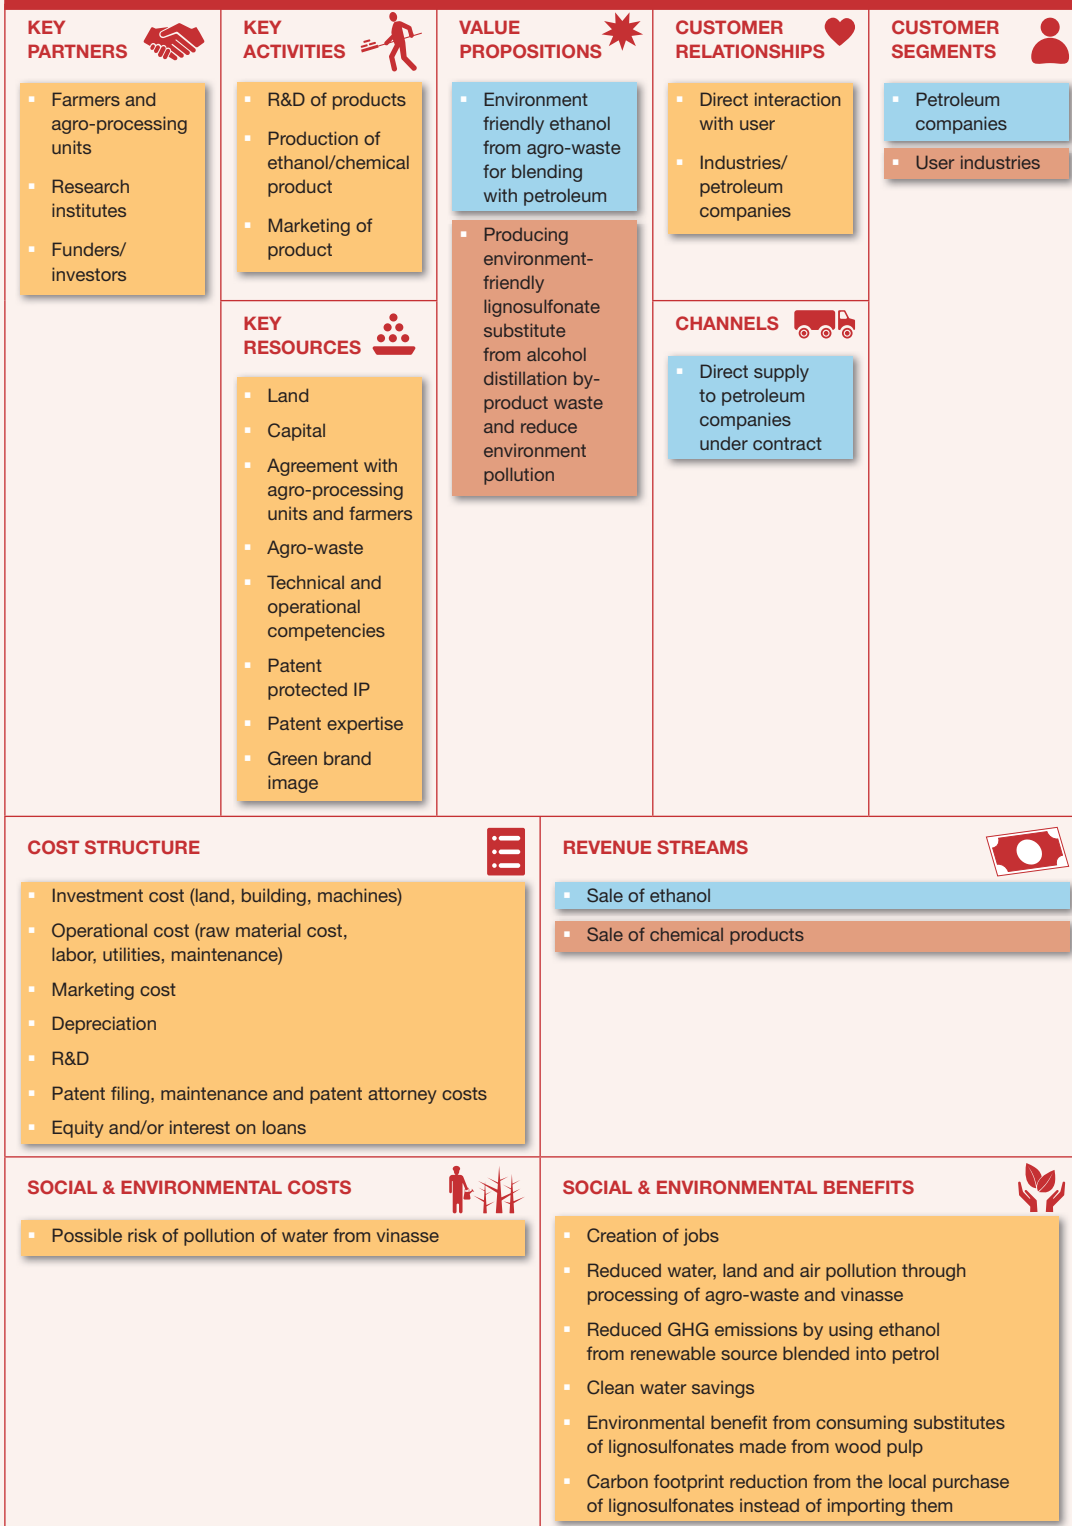 KEY
PARTNERS
Farmers and
agro-processing
units
Research
institutes
Funders/
investors
KEY
ACTIVITIES
R&D of products
Production of
ethanol/chemical
product
Marketing of
product
KEY
RESOURCES
Land
Capital
Agreement with
agro-processing
units and farmers
Agro-waste
Technical and
operational
competencies
Patent
protected IP
Patent expertise
Green brand
image
VALUE
PROPOSITIONS
Environment
friendly ethanol
from agro-waste
for blending
with petroleum
Producing
environment-
friendly
lignosulfonate
substitute
from alcohol
distillation by-
product waste
and reduce
environment
pollution
CUSTOMER
RELATIONSHIPS
Direct interaction
with user
Industries/
petroleum
companies
CHANNELS
Direct supply
to petroleum
companies
under contract
CUSTOMER
SEGMENTS
Petroleum
companies
User industries
COST STRUCTURE
Investment cost (land, building, machines)
Operational cost (raw material cost,
labor, utilities, maintenance)
Marketing cost
Depreciation
R&D
Patent filing, maintenance and patent attorney costs
Equity and/or interest on loans
REVENUE STREAMS
Sale of ethanol
Sale of chemical products
SOCIAL & ENVIRONMENTAL COSTS
Possible risk of pollution of water from vinasse
SOCIAL & ENVIRONMENTAL BENEFITS
Creation of jobs
Reduced water, land and air pollution through
processing of agro-waste and vinasse
Reduced GHG emissions by using ethanol
from renewable source blended into petrol
Clean water savings
Environmental benefit from consuming substitutes
of lignosulfonates made from wood pulp
Carbon footprint reduction from the local purchase
of lignosulfonates instead of importing them